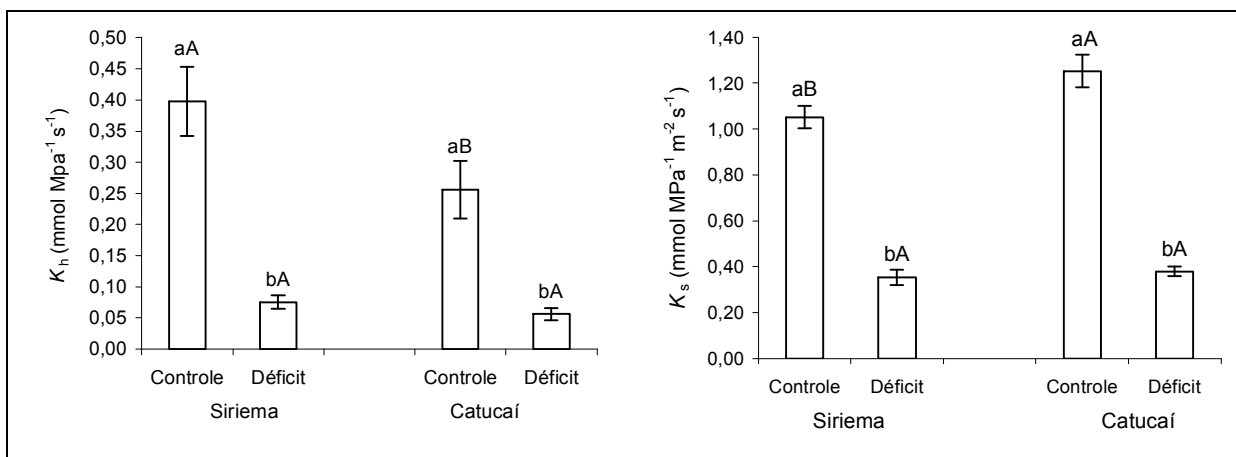 K_h (mmol Mpa⁻¹ s⁻¹)
0,50
0,45
0,40
0,35
0,30
0,25
0,20
0,15
0,10
0,05
0,00
aA
bA
aB
bA
Controle Déficit Controle Déficit
Siriema Catucaí
K_s (mmol MPa⁻¹ m⁻² s⁻¹)
1,40
1,20
1,00
0,80
0,60
0,40
0,20
0,00
aB
bA
aA
bA
Controle Déficit Controle Déficit
Siriema Catucaí